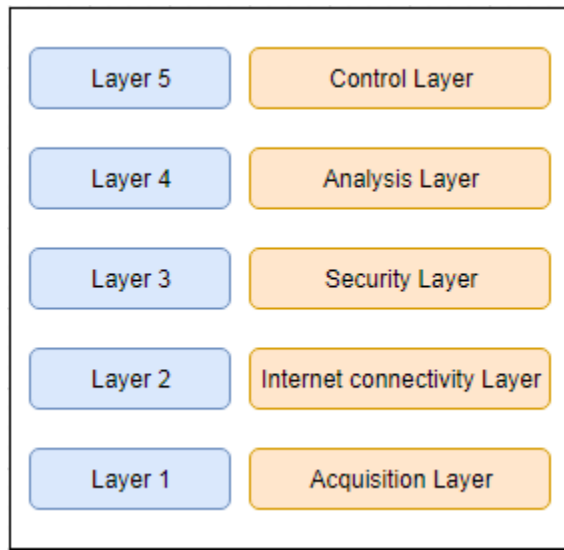 Layer 5 Control Layer
Layer 4 Analysis Layer
Layer 3 Security Layer
Layer 2 Internet connectivity Layer
Layer 1 Acquisition Layer